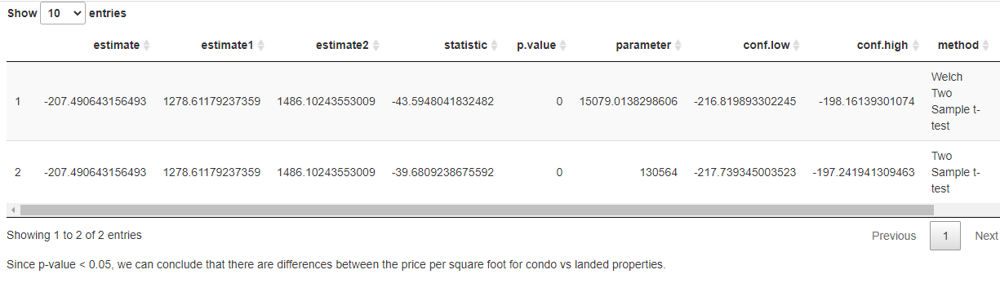 Show 10 entries
estimate estimate1 estimate2 statistic p.value parameter conf.low conf.high method
1 -207.490643156493 1278.61179237359 1486.10243553009 -43.5948041832482 0 15079.0138298606 -216.819893302245 -198.16139301074 Welch
Two
Sample t-
test
2 -207.490643156493 1278.61179237359 1486.10243553009 -39.6809238675592 0 130564 -217.739345003523 -197.241941309463 Two
Sample t-
test
Showing 1 to 2 of 2 entries Previous 1 Next
Since p-value < 0.05, we can conclude that there are differences between the price per square foot for condo vs landed properties.